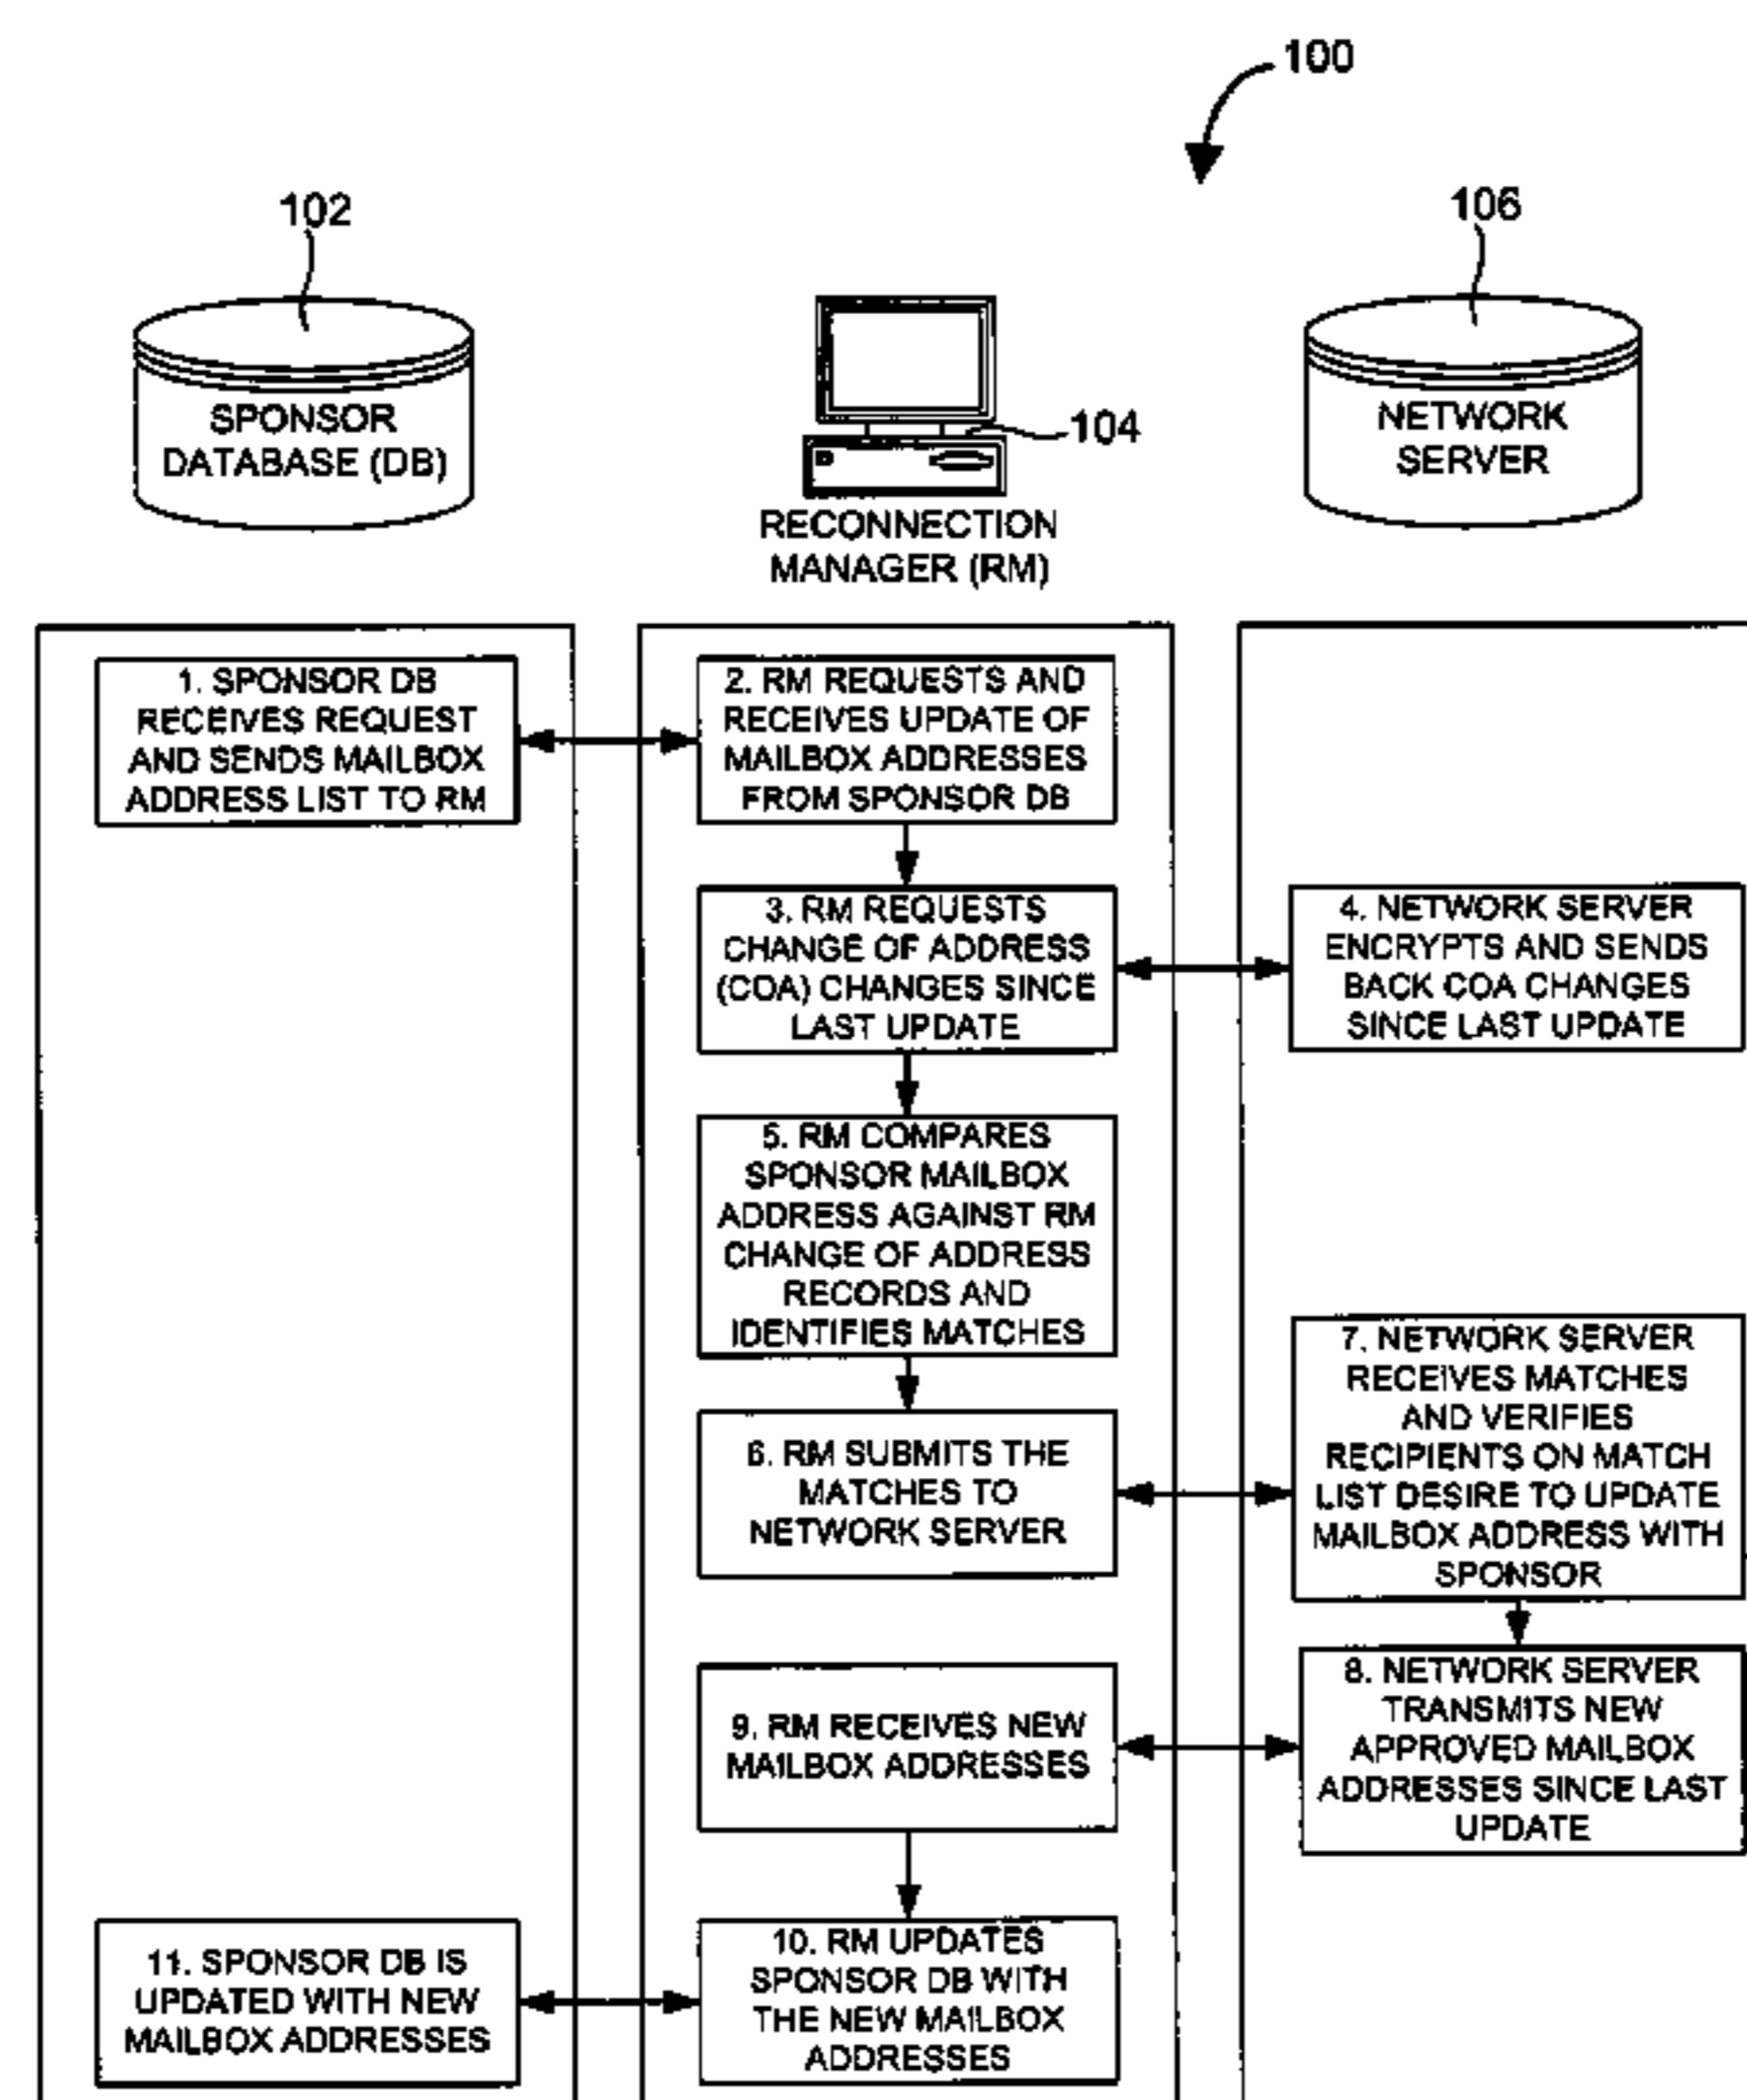 100
102
106
SPONSOR
DATABASE (DB)
104
NETWORK
SERVER
RECONNECTION
MANAGER (RM)
1. SPONSOR DB
RECEIVES REQUEST
AND SENDS MAILBOX
ADDRESS LIST TO RM
2. RM REQUESTS AND
RECEIVES UPDATE OF
MAILBOX ADDRESSES
FROM SPONSOR DB
3. RM REQUESTS
CHANGE OF ADDRESS
(COA) CHANGES SINCE
LAST UPDATE
4. NETWORK SERVER
ENCRYPTS AND SENDS
BACK COA CHANGES
SINCE LAST UPDATE
5. RM COMPARES
SPONSOR MAILBOX
ADDRESS AGAINST RM
CHANGE OF ADDRESS
RECORDS AND
IDENTIFIES MATCHES
6. RM SUBMITS THE
MATCHES TO
NETWORK SERVER
7. NETWORK SERVER
RECEIVES MATCHES
AND VERIFIES
RECIPIENTS ON MATCH
LIST DESIRE TO UPDATE
MAILBOX ADDRESS WITH
SPONSOR
8. NETWORK SERVER
TRANSMITS NEW
APPROVED MAILBOX
ADDRESSES SINCE LAST
UPDATE
9. RM RECEIVES NEW
MAILBOX ADDRESSES
10. RM UPDATES
SPONSOR DB WITH
THE NEW MAILBOX
ADDRESSES
11. SPONSOR DB IS
UPDATED WITH NEW
MAILBOX ADDRESSES